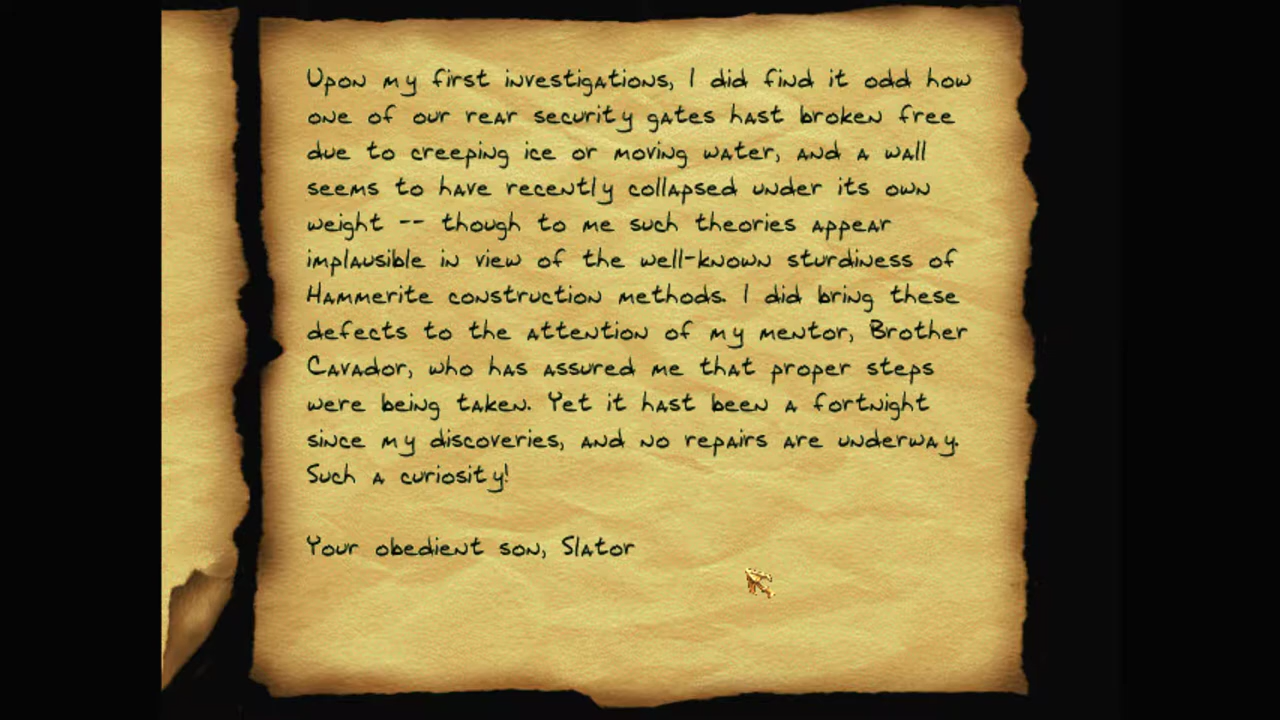 Upon my first investigations, I did find it odd how
one of our rear security gates hast broken free
due to creeping ice or moving water, and a wall
seems to have recently collapsed under its own
weight -- though to me such theories appear
implausible in view of the well-known sturdiness of
Hammerite construction methods. I did bring these
defects to the attention of my mentor, Brother
Cavador, who has assured me that proper steps
were being taken. Yet it hast been a fortnight
since my discoveries, and no repairs are underway.
Such a curiosity!
Your obedient son, Slator